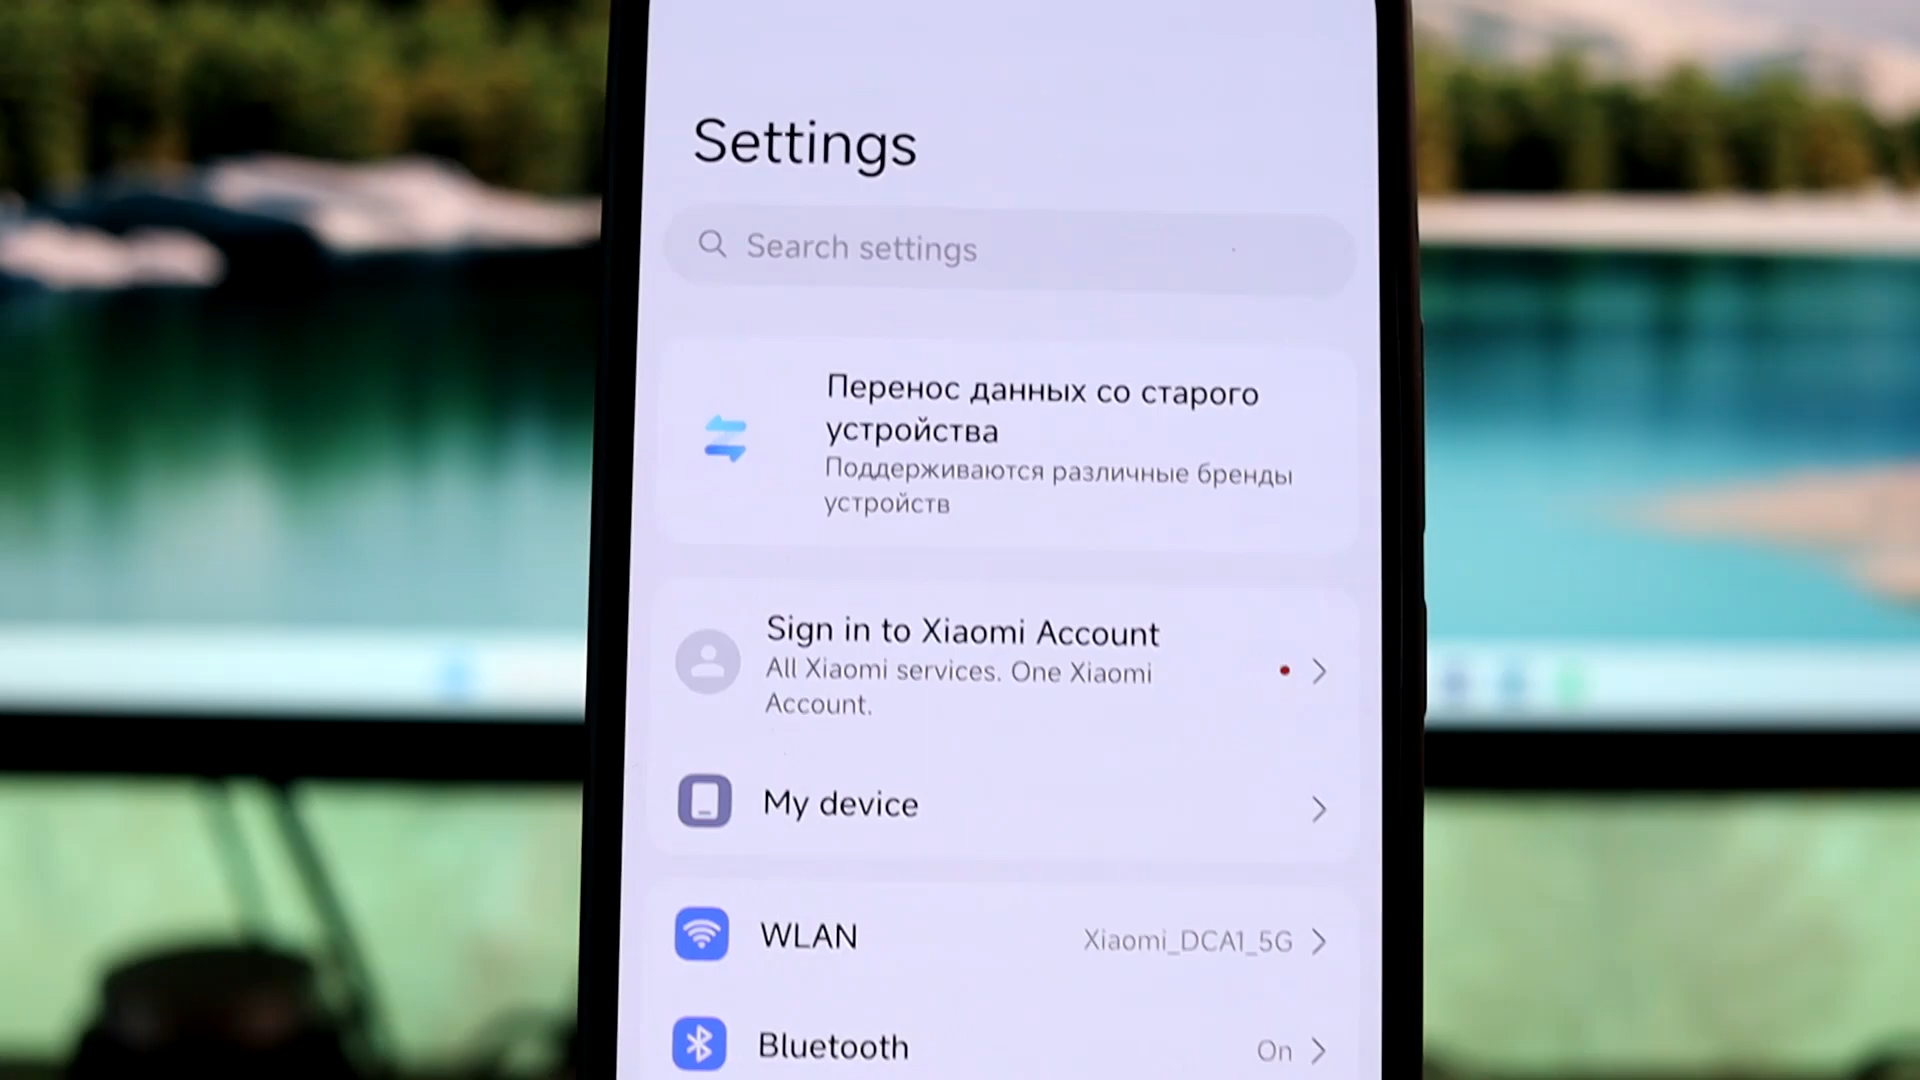 Settings
Search settings
Перенос данных со старого
устройства
Поддерживаются различные бренды
устройств
Sign in to Xiaomi Account
All Xiaomi services. One Xiaomi
Account.
My device
WLAN Xiaomi_DCA1_5G
Bluetooth On